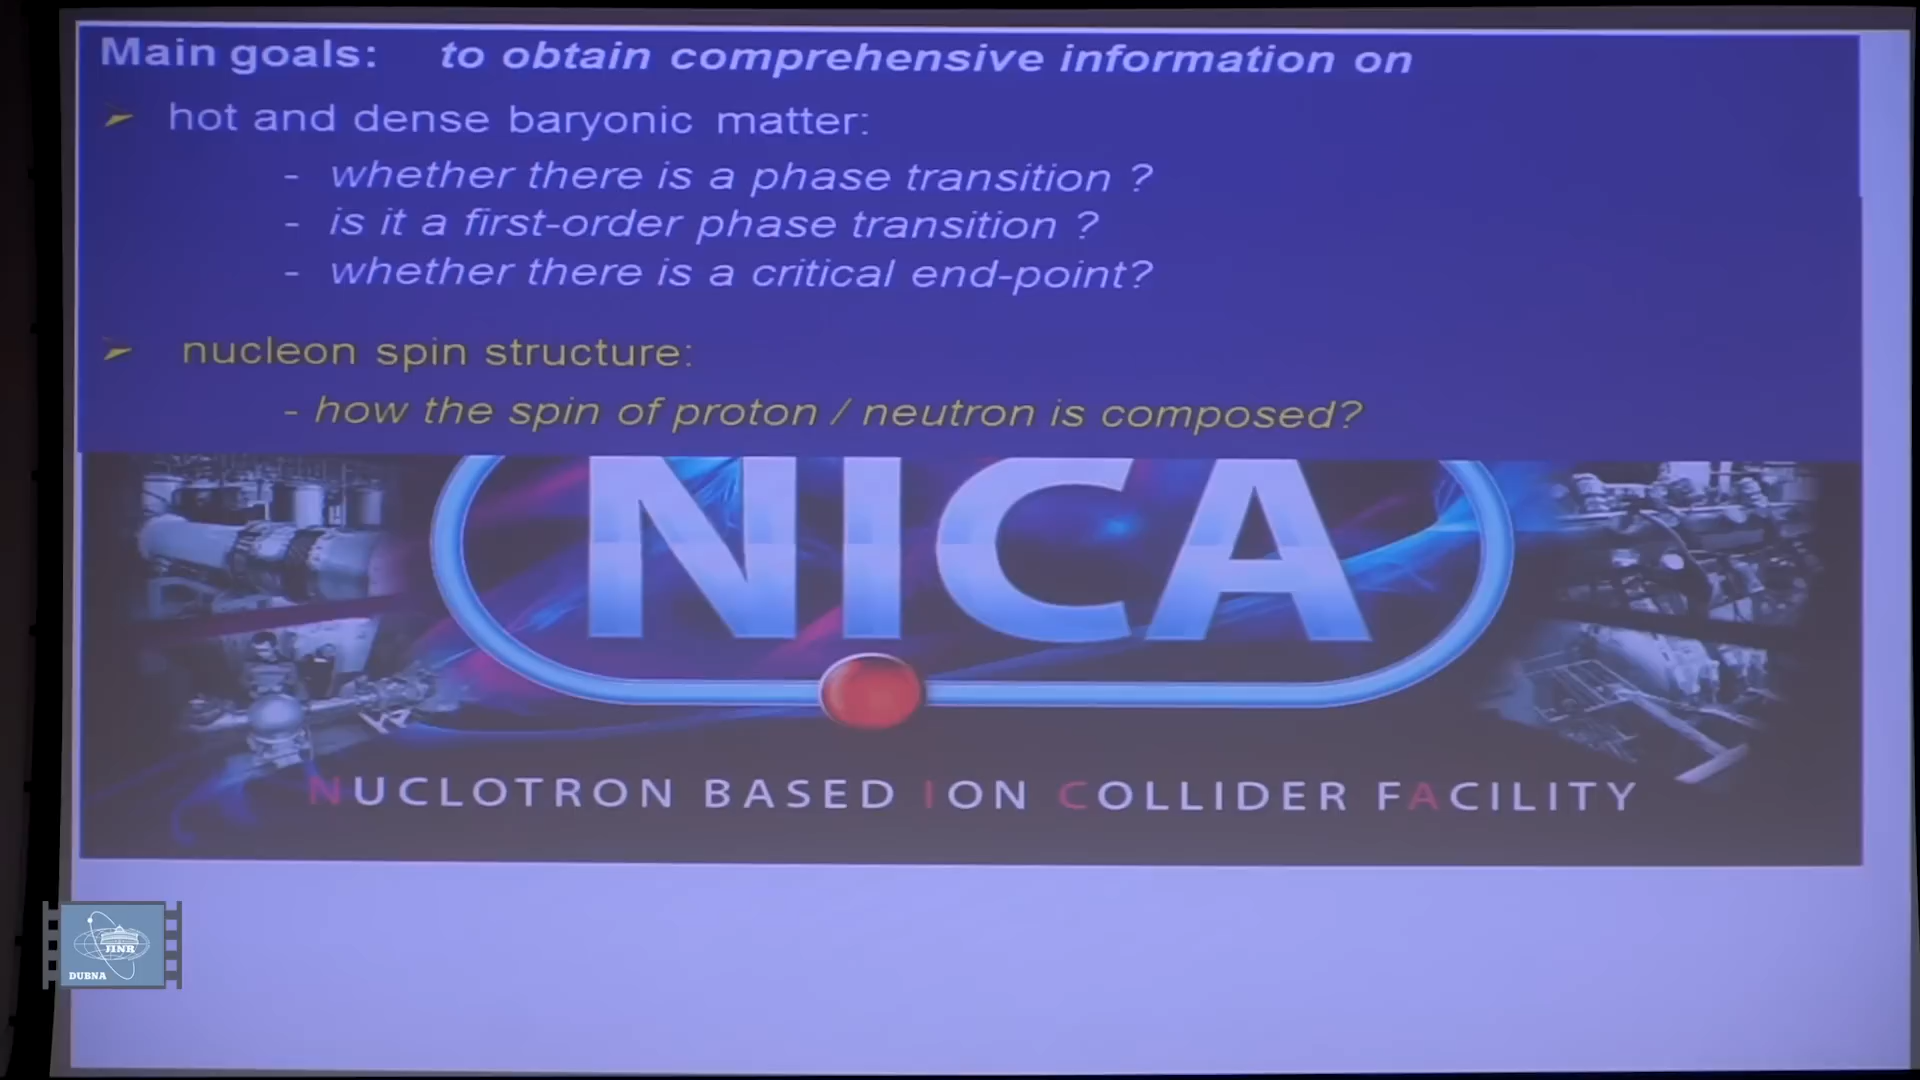 Main goals: to obtain comprehensive information on
➢ hot and dense baryonic matter:
- whether there is a phase transition ?
- is it a first-order phase transition ?
- whether there is a critical end-point?
➢ nucleon spin structure:
- how the spin of proton / neutron is composed?
NICA
NUCLOTRON BASED ION COLLIDER FACILITY
JINR
DUBNA